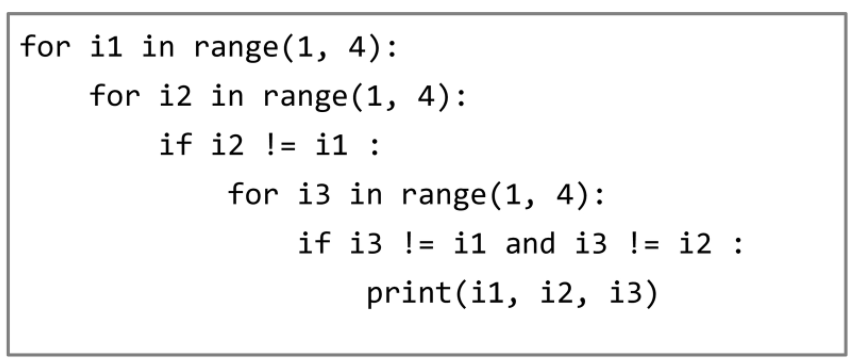 for i1 in range(1, 4):
    for i2 in range(1, 4):
        if i2 != i1 :
            for i3 in range(1, 4):
                if i3 != i1 and i3 != i2 :
                    print(i1, i2, i3)